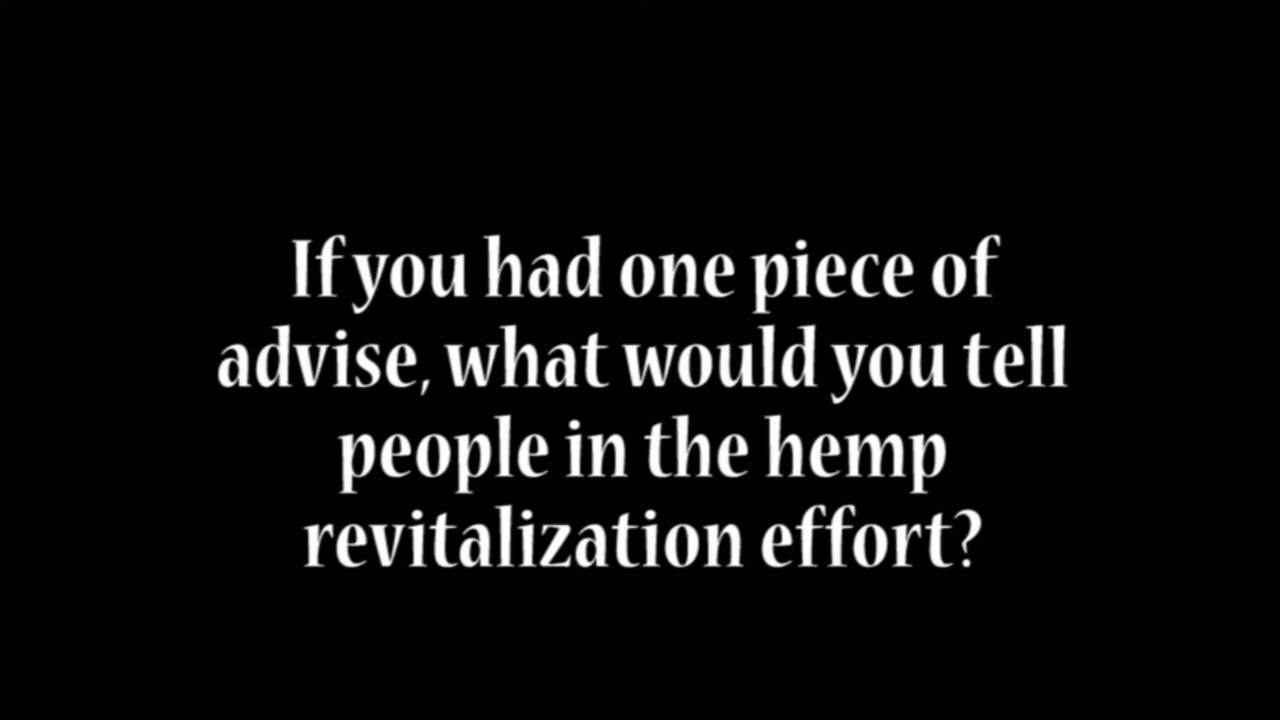 If you had one piece of
advise, what would you tell
people in the hemp
revitalization effort?